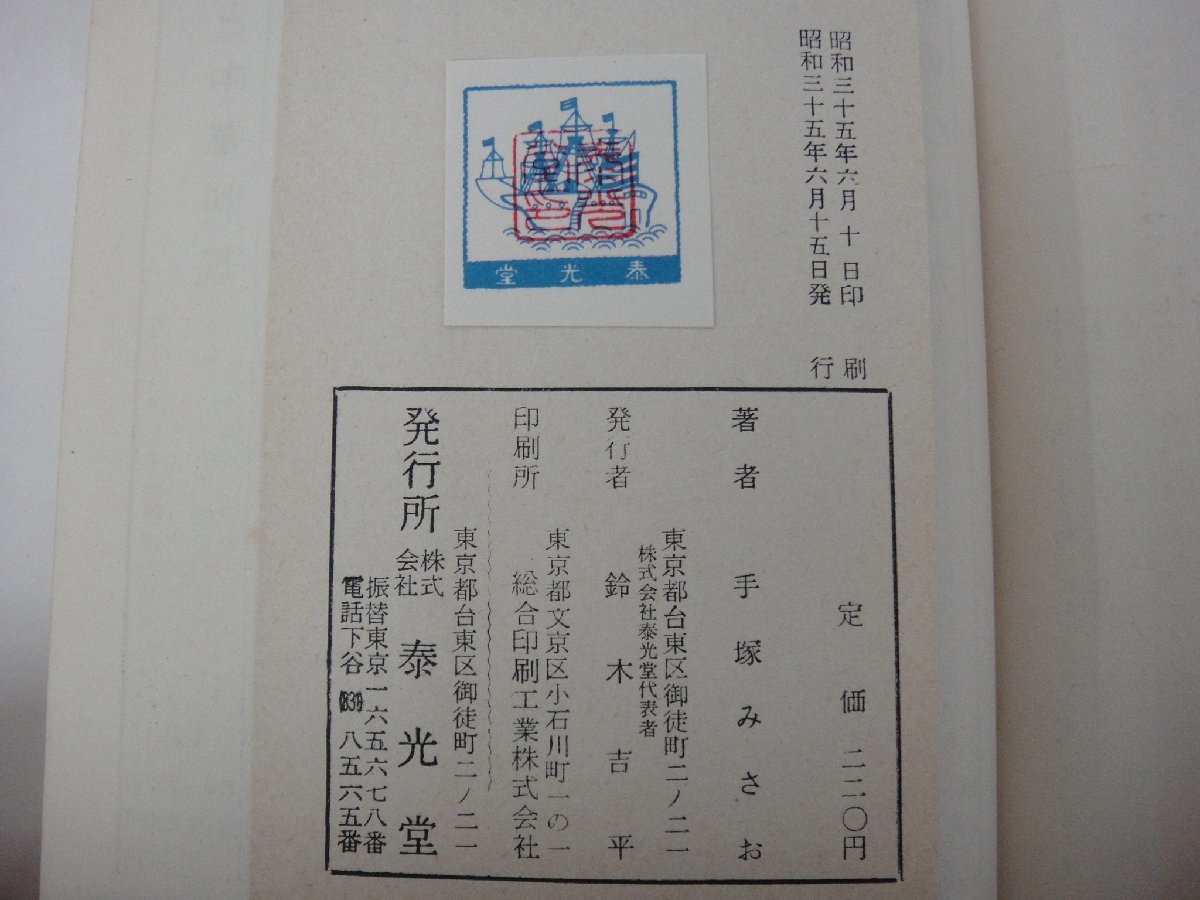 昭和三十五年六月十日印刷
昭和三十五年六月十五日発行
泰光堂
定価 二二〇円
著者 手塚みさお
東京都台東区御徒町二ノ二一
株式会社泰光堂代表者
発行者 鈴木吉平
東京都文京区小石川町一の一
印刷所 総合印刷工業株式会社
東京都台東区御徒町二ノ二一
発行所 株式会社 泰光堂
振替東京一六五六七八番
電話下谷(83) 八五六五番